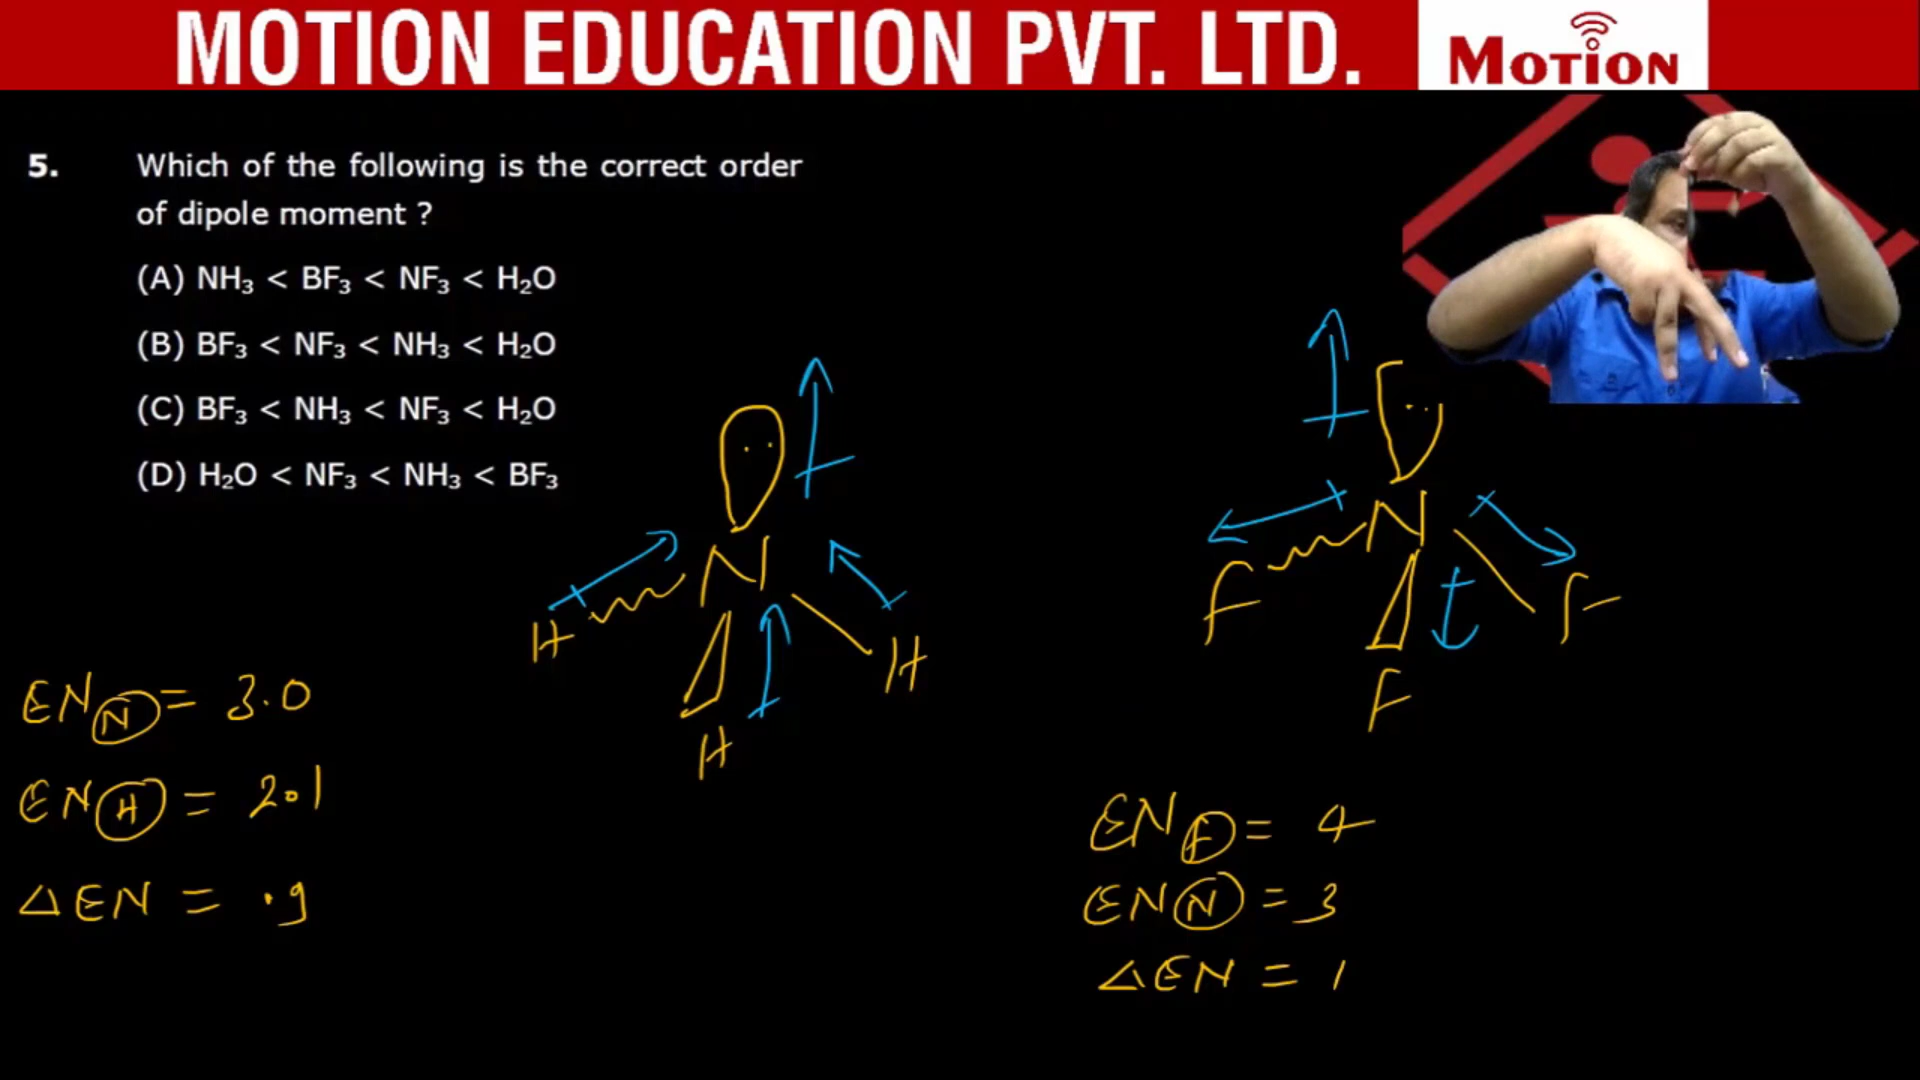 MOTION EDUCATION PVT. LTD.
MOTION
5. Which of the following is the correct order
of dipole moment ?
(A) NH₃ < BF₃ < NF₃ < H₂O
(B) BF₃ < NF₃ < NH₃ < H₂O
(C) BF₃ < NH₃ < NF₃ < H₂O
(D) H₂O < NF₃ < NH₃ < BF₃
N
H
H
H
N
F
F
F
EN N = 3.0
EN H = 2.1
ΔEN = .9
EN F = 4
EN N = 3
ΔEN = 1